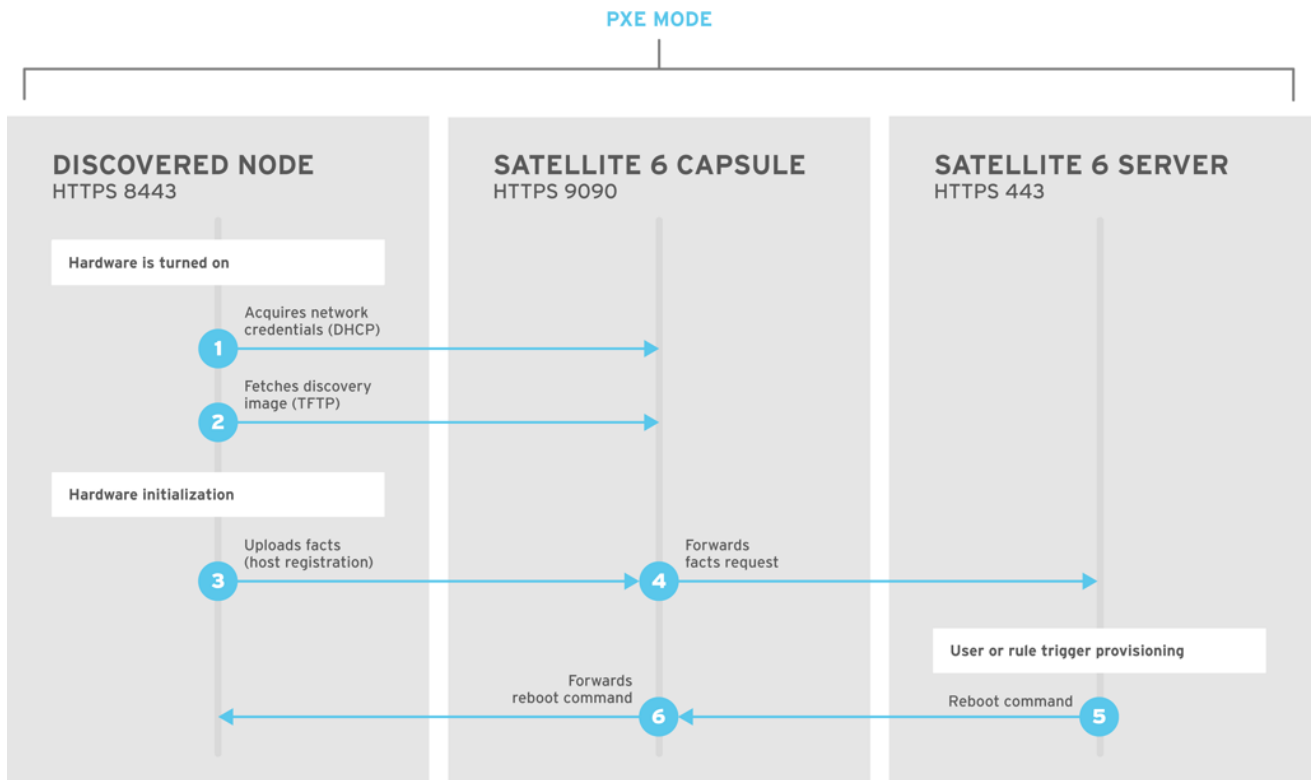 PXE MODE
DISCOVERED NODE
HTTPS 8443
SATELLITE 6 CAPSULE
HTTPS 9090
SATELLITE 6 SERVER
HTTPS 443
Hardware is turned on
Acquires network
credentials (DHCP)
1
Fetches discovery
image (TFTP)
2
Hardware initialization
Uploads facts
(host registration)
3
Forwards
facts request
4
User or rule trigger provisioning
Reboot command
5
Forwards
reboot command
6